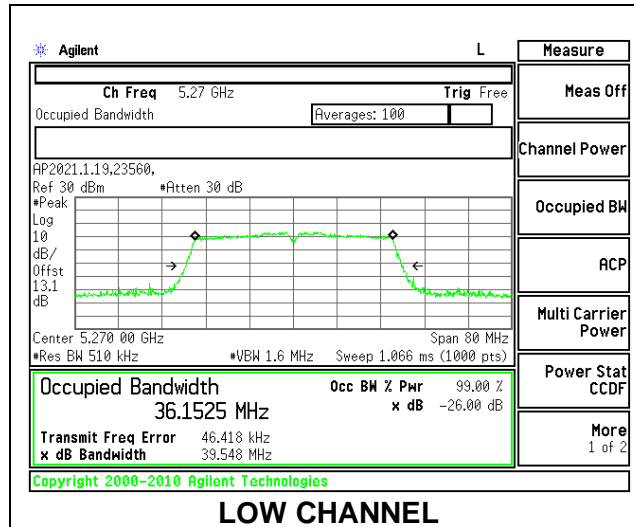 Agilent L Measure
Ch Freq 5.27 GHz Trig Free
Meas Off
Occupied Bandwidth Averages: 100
Channel Power
AP2021.1.19,23560,
Ref 30 dBm #Atten 30 dB
#Peak
Log
10
dB/
Offst
13.1
dB
Occupied BW
ACP
Multi Carrier
Power
Center 5.270 00 GHz Span 80 MHz
#Res BW 510 kHz #VBW 1.6 MHz Sweep 1.066 ms (1000 pts)
Occupied Bandwidth Occ BW % Pwr 99.00 %
36.1525 MHz x dB -26.00 dB
Power Stat
CCDF
Transmit Freq Error 46.418 kHz
x dB Bandwidth 39.548 MHz
More
1 of 2
Copyright 2000-2010 Agilent Technologies
LOW CHANNEL